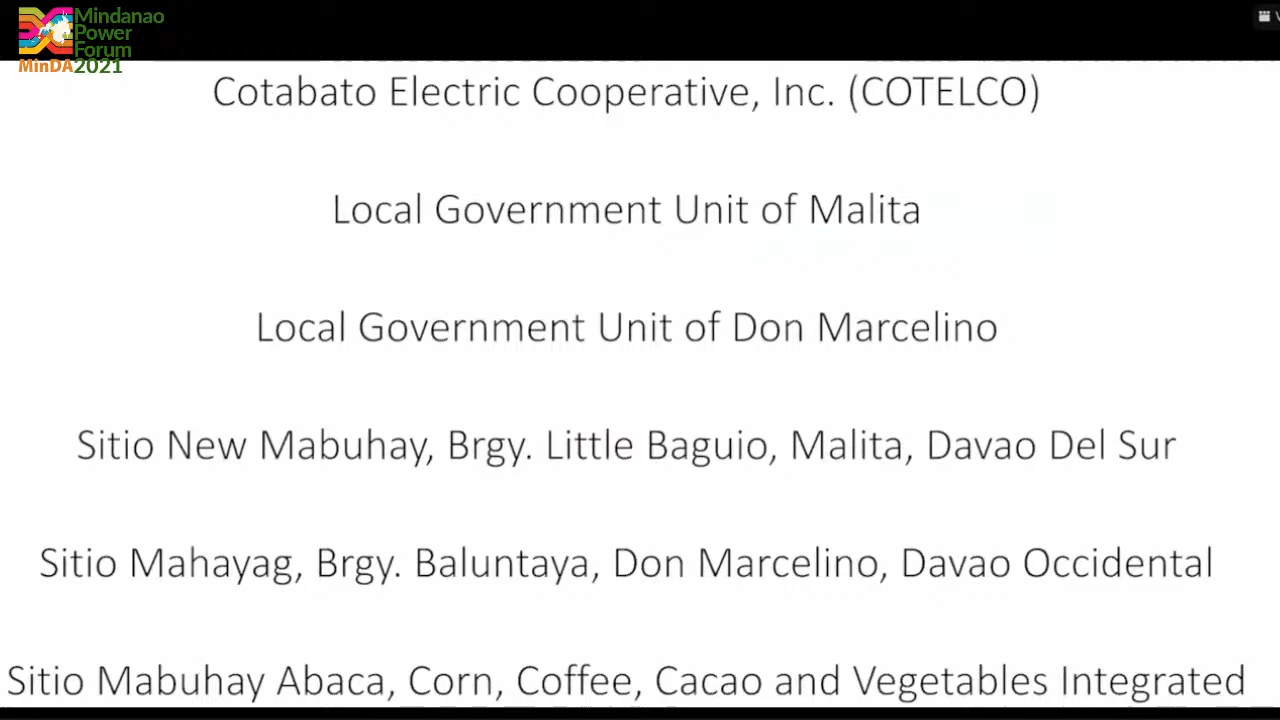 Mindanao
Power
Forum
MinDA 2021
Cotabato Electric Cooperative, Inc. (COTELCO)
Local Government Unit of Malita
Local Government Unit of Don Marcelino
Sitio New Mabuhay, Brgy. Little Baguio, Malita, Davao Del Sur
Sitio Mahayag, Brgy. Baluntaya, Don Marcelino, Davao Occidental
Sitio Mabuhay Abaca, Corn, Coffee, Cacao and Vegetables Integrated